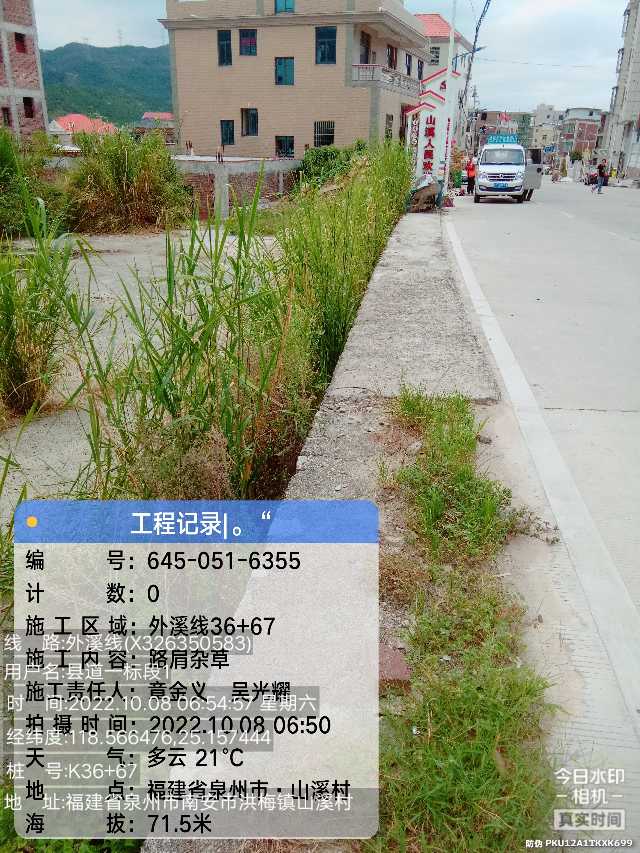 山溪人民欢
工程记录|。“
编 号：645-051-6355
计 数：0
施工区域：外溪线36+67
线 路:外溪线(X326350583)
施工内容：路肩杂草
用户名:县道一标段1
施工责任人：章金义 吴光耀
时 间:2022.10.08 06:54:57 星期六
拍摄时间：2022.10.08 06:50
经纬度:118.566476,25.157444
天 气：多云 21℃
桩 号:K36+67
地 点：福建省泉州市·山溪村
地 址:福建省泉州市南安市洪梅镇山溪村
海 拔：71.5米
今日水印
相机
真实时间
防伪 PKU12A1TKXK699